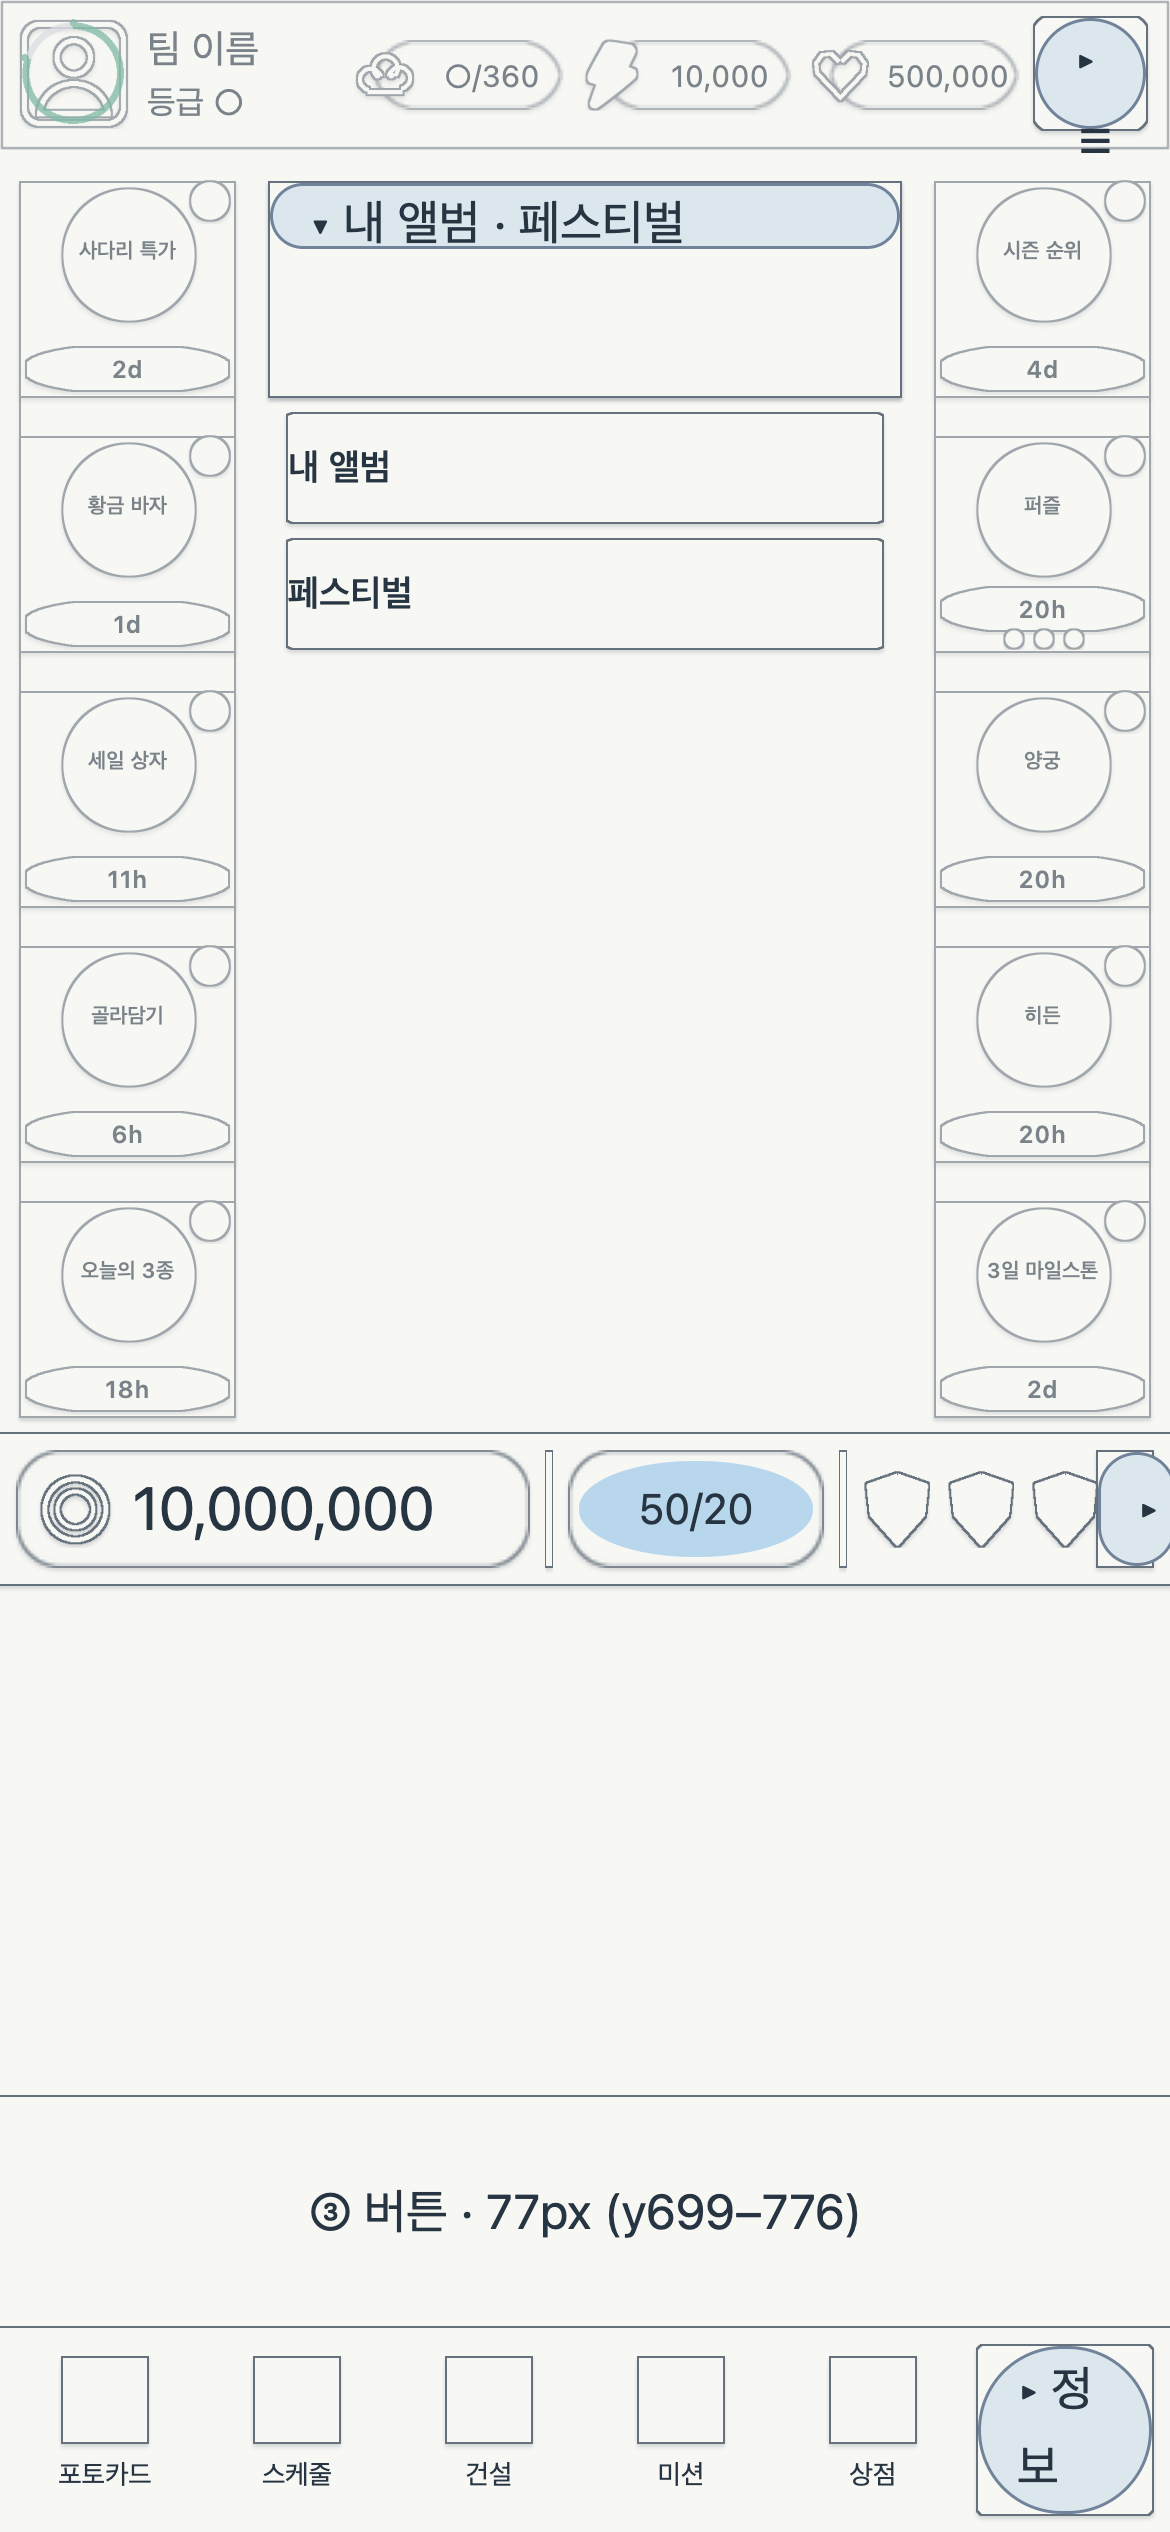 팀 이름
등급 ○
○/360
10,000
500,000
▶
☰
▼ 내 앨범 · 페스티벌
내 앨범
페스티벌
사다리 특가
2d
황금 바자
1d
세일 상자
11h
골라담기
6h
오늘의 3종
18h
시즌 순위
4d
퍼즐
20h
양궁
20h
히든
20h
3일 마일스톤
2d
10,000,000
50/20
▶
③ 버튼 · 77px (y699–776)
포토카드
스케줄
건설
미션
상점
▶ 정
보